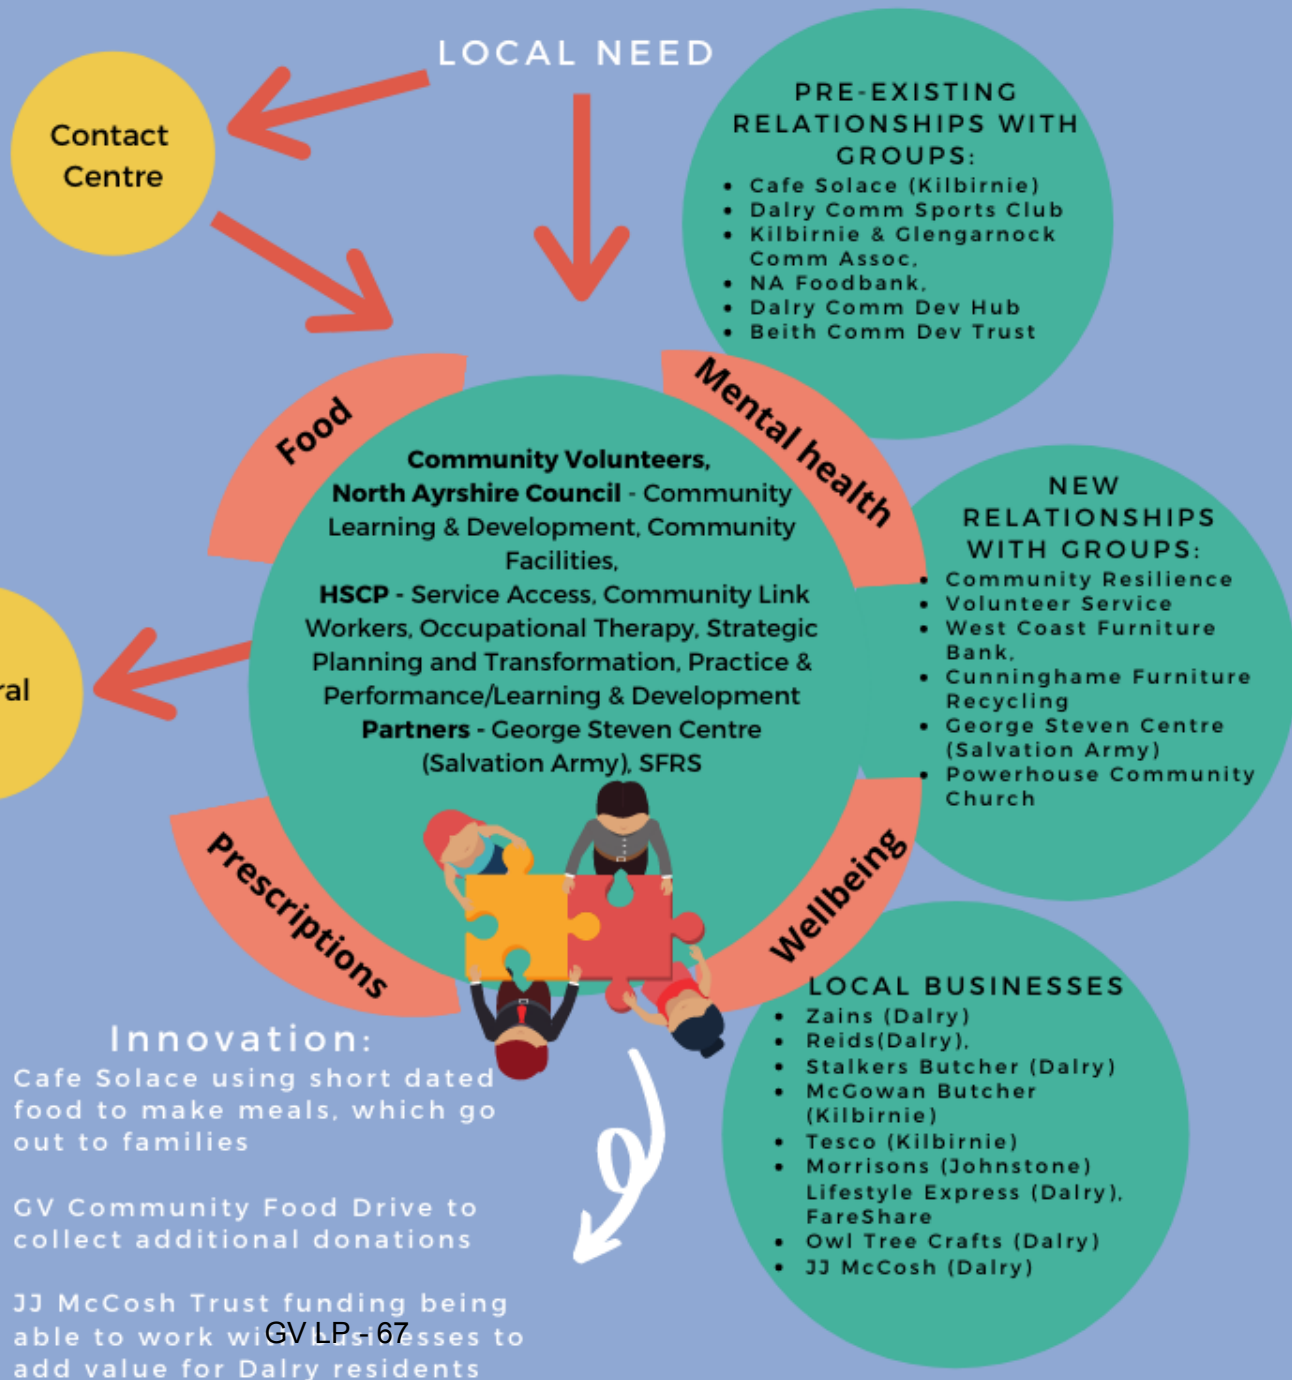 LOCAL NEED
Contact
Centre
PRE-EXISTING
RELATIONSHIPS WITH
GROUPS:
• Cafe Solace (Kilbirnie)
• Dalry Comm Sports Club
• Kilbirnie & Glengarnock
Comm Assoc,
• NA Foodbank,
• Dalry Comm Dev Hub
• Beith Comm Dev Trust
Food
Mental health
Community Volunteers,
North Ayrshire Council - Community
Learning & Development, Community
Facilities,
HSCP - Service Access, Community Link
Workers, Occupational Therapy, Strategic
Planning and Transformation, Practice &
Performance/Learning & Development
Partners - George Steven Centre
(Salvation Army), SFRS
NEW
RELATIONSHIPS
WITH GROUPS:
• Community Resilience
• Volunteer Service
• West Coast Furniture
Bank,
• Cunninghame Furniture
Recycling
• George Steven Centre
(Salvation Army)
• Powerhouse Community
Church
ral
Prescriptions
Wellbeing
LOCAL BUSINESSES
• Zains (Dalry)
• Reids(Dalry),
• Stalkers Butcher (Dalry)
• McGowan Butcher
(Kilbirnie)
• Tesco (Kilbirnie)
• Morrisons (Johnstone)
Lifestyle Express (Dalry),
FareShare
• Owl Tree Crafts (Dalry)
• JJ McCosh (Dalry)
Innovation:
Cafe Solace using short dated
food to make meals, which go
out to families
GV Community Food Drive to
collect additional donations
JJ McCosh Trust funding being
able to work with businesses to
add value for Dalry residents
GV LP - 67